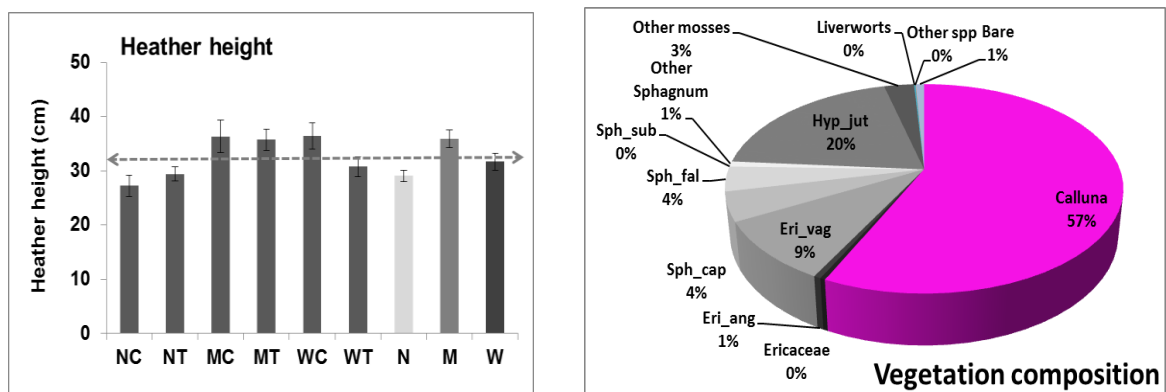 Heather height
Heather height (cm)
50
40
30
20
10
0
NC NT MC MT WC WT N M W
Other mosses
3%
Liverworts
0%
Other spp
0%
Bare
1%
Other
Sphagnum
1%
Sph_sub
0%
Hyp_jut
20%
Sph_fal
4%
Calluna
57%
Eri_vag
9%
Sph_cap
4%
Eri_ang
1%
Ericaceae
0%
Vegetation composition